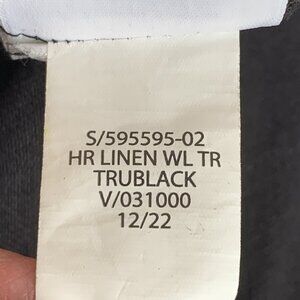 S/595595-02
HR LINEN WL TR
TRUBLACK
V/031000
12/22